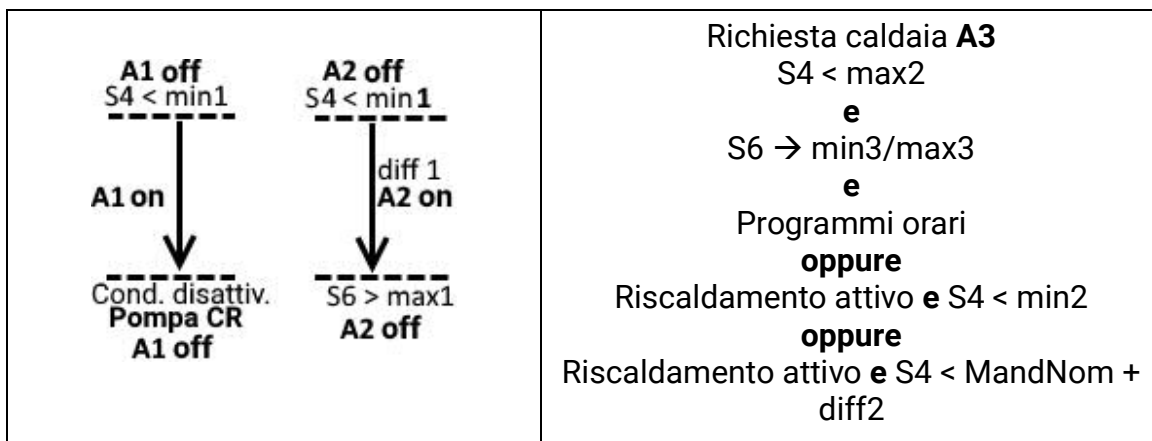 A1 off
S4 < min1
A1 on
Cond. disattiv.
Pompa CR
A1 off
A2 off
S4 < min1
diff 1
A2 on
S6 > max1
A2 off
Richiesta caldaia A3
S4 < max2
e
S6 → min3/max3
e
Programmi orari
oppure
Riscaldamento attivo e S4 < min2
oppure
Riscaldamento attivo e S4 < MandNom +
diff2